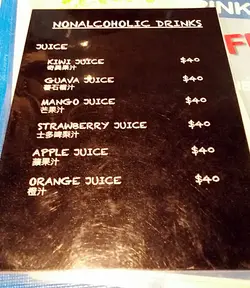 NONALCOHOLIC DRINKS
JUICE
KIWI JUICE $40
奇異果汁
GUAVA JUICE $40
番石榴汁
MANGO JUICE $40
芒果汁
STRAWBERRY JUICE $40
士多啤梨汁
APPLE JUICE $40
蘋果汁
ORANGE JUICE $40
橙汁